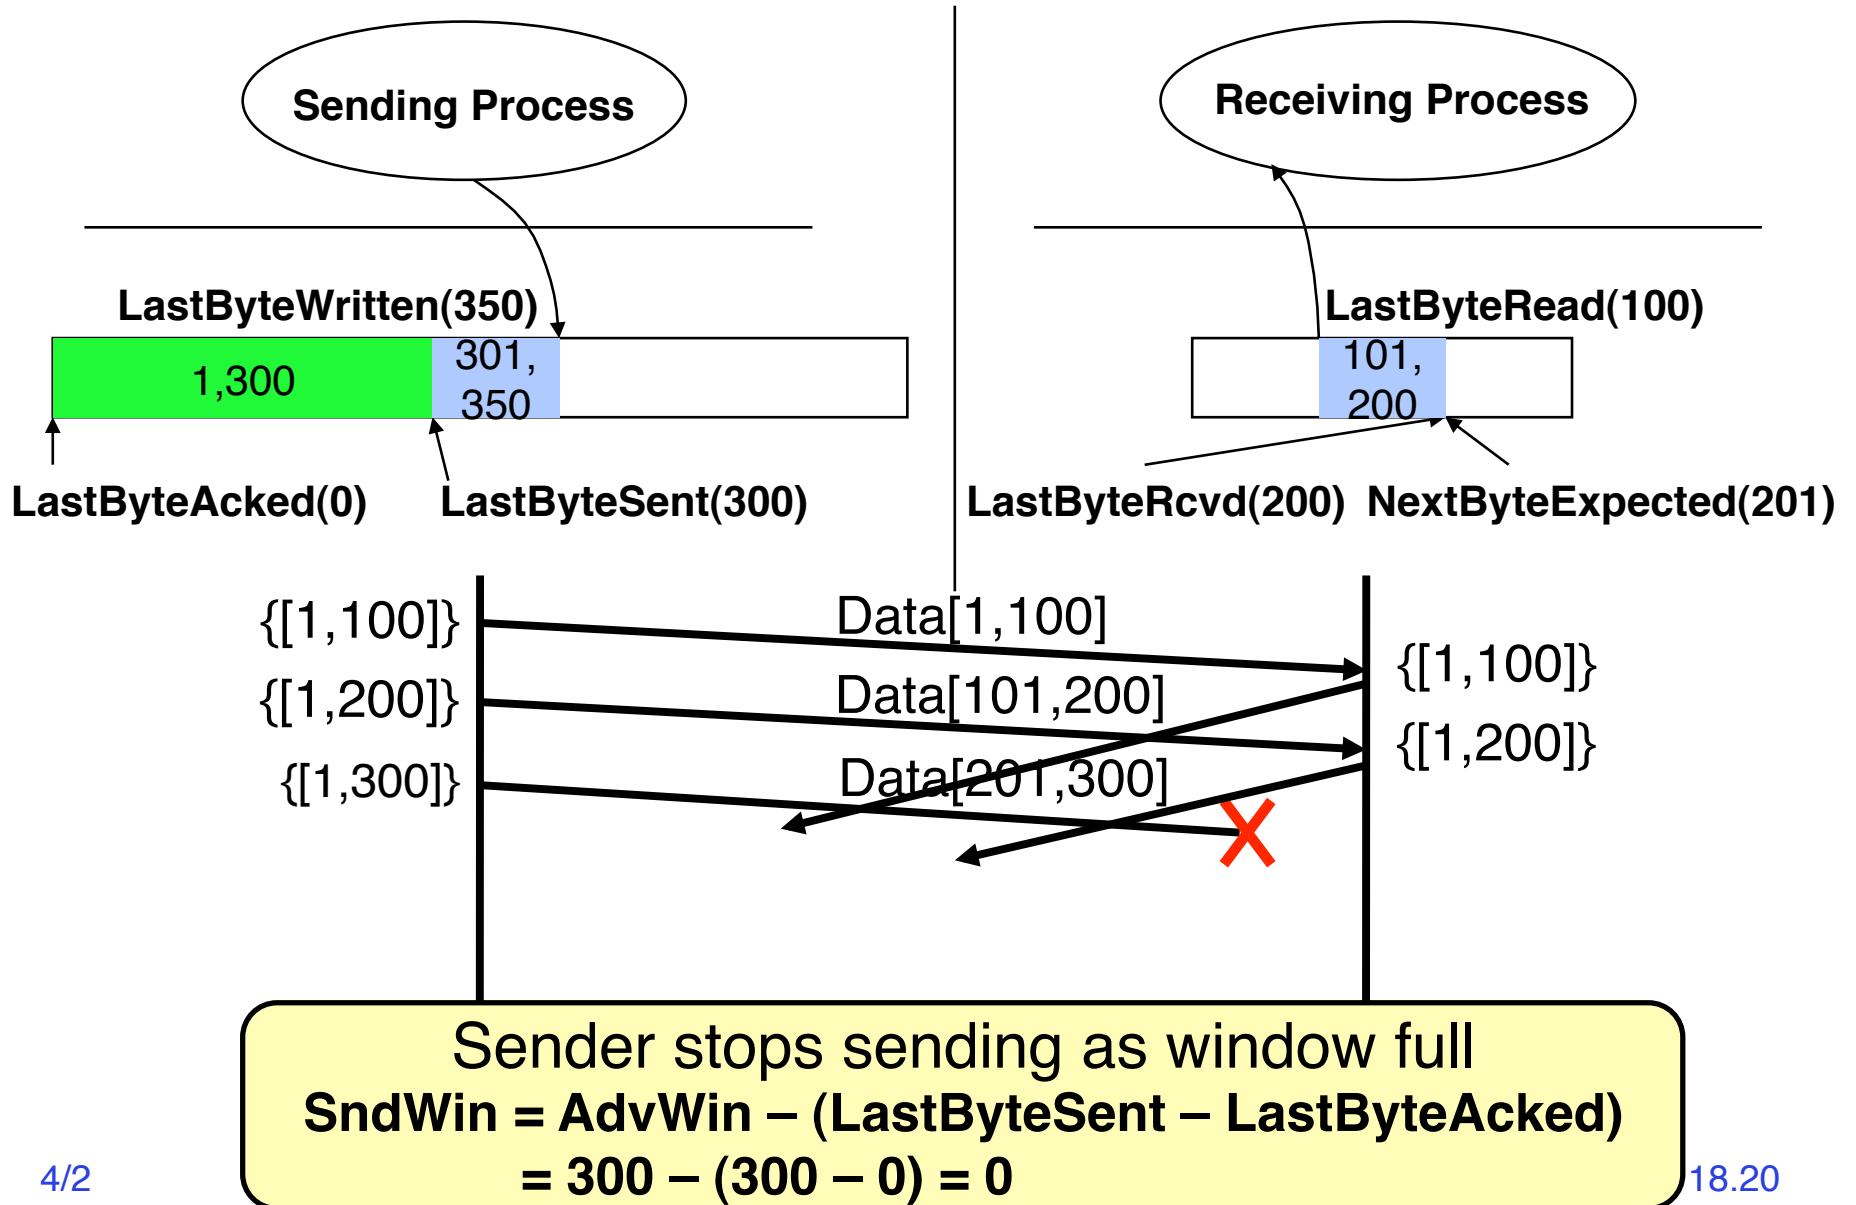 Sending Process
Receiving Process
LastByteWritten(350)
LastByteRead(100)
1,300
301,
350
101,
200
LastByteAcked(0)
LastByteSent(300)
LastByteRcvd(200)
NextByteExpected(201)
{[1,100]}
Data[1,100]
{[1,100]}
{[1,200]}
Data[101,200]
{[1,200]}
{[1,300]}
Data[201,300]
Sender stops sending as window full
SndWin = AdvWin – (LastByteSent – LastByteAcked)
= 300 – (300 – 0) = 0
4/2
18.20